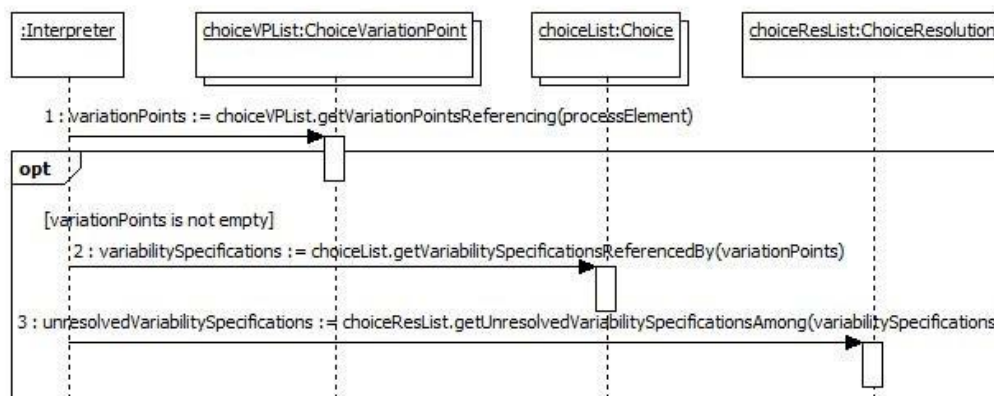 :Interpreter
choiceVPList:ChoiceVariationPoint
choiceList:Choice
choiceResList:ChoiceResolution
1 : variationPoints := choiceVPList.getVariationPointsReferencing(processElement)
opt
[variationPoints is not empty]
2 : variabilitySpecifications := choiceList.getVariabilitySpecificationsReferencedBy(variationPoints)
3 : unresolvedVariabilitySpecifications := choiceResList.getUnresolvedVariabilitySpecificationsAmong(variabilitySpecifications